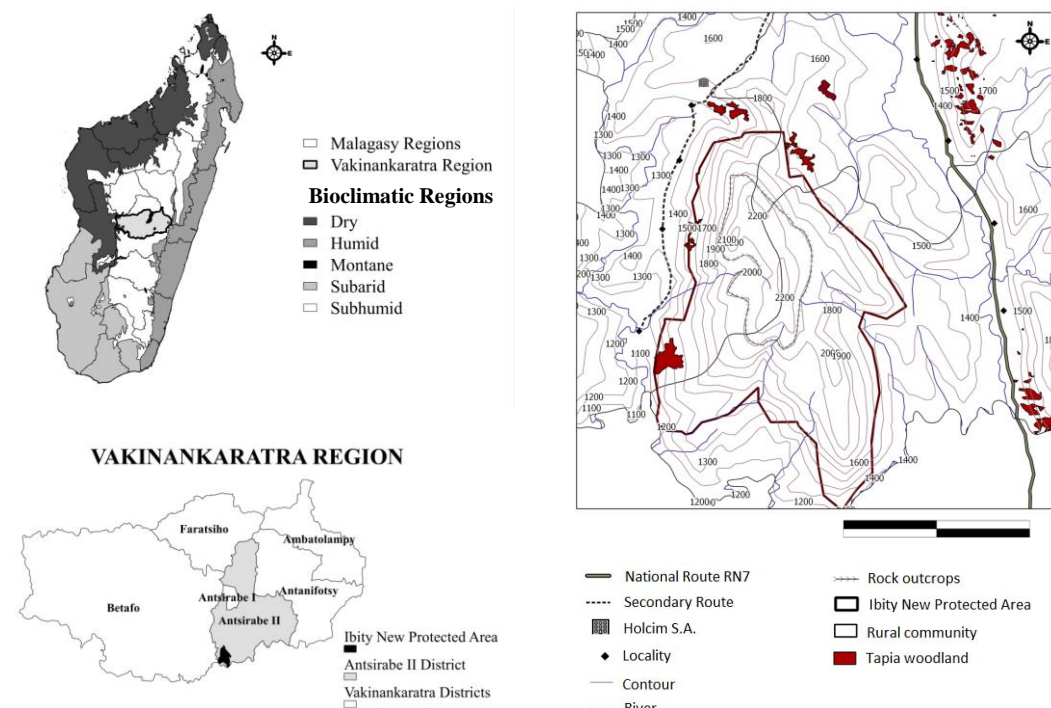 Malagasy Regions
Vakinankaratra Region
Bioclimatic Regions
Dry
Humid
Montane
Subarid
Subhumid
E
VAKINANKARATRA REGION
Faratsiho
Ambatolampy
Betafo
Antsirabe I
Antanifotsy
Antsirabe II
Ibity New Protected Area
Antsirabe II District
Vakinankaratra Districts
E
1500
1400
1400
1600
1600
1800
1500
1700
1400
1400
1300
1300
1300
1400
1300
1400
1500
1700
2100
1900
1800
2200
2000
2200
1500
1600
1800
1400
1500
2000
1900
1200
1100
1200
1100
1200
1300
1600
1400
1400
1200
1200
National Route RN7
Secondary Route
Holcim S.A.
Locality
Contour
River
Rock outcrops
Ibity New Protected Area
Rural community
Tapia woodland